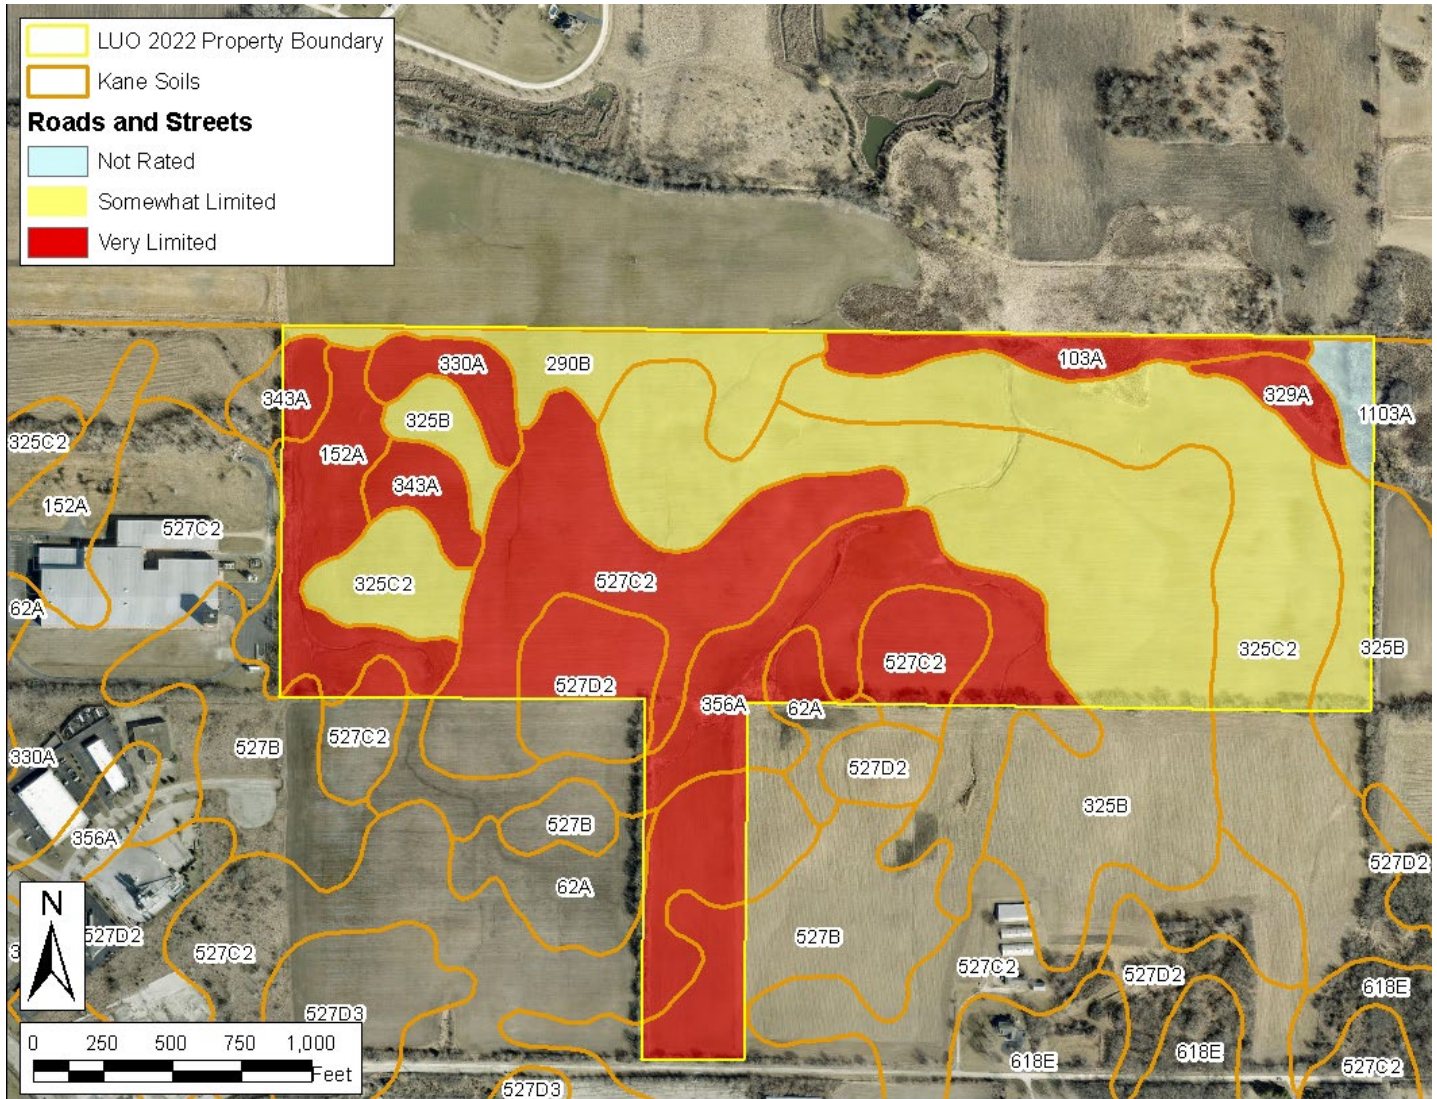 LUO 2022 Property Boundary
Kane Soils
Roads and Streets
Not Rated
Somewhat Limited
Very Limited
330A
290B
103A
343A
329A
1103A
325B
325C2
152A
343A
152A
527C2
325C2
527C2
62A
527C2
325C2
325B
527D2
356A
62A
527C2
527B
330A
527D2
325B
527B
356A
527D2
62A
527D2
527B
3
527C2
527C2
527D2
618E
N
527D3
0 250 500 750 1,000
Feet
618E
618E
527C2
527D3